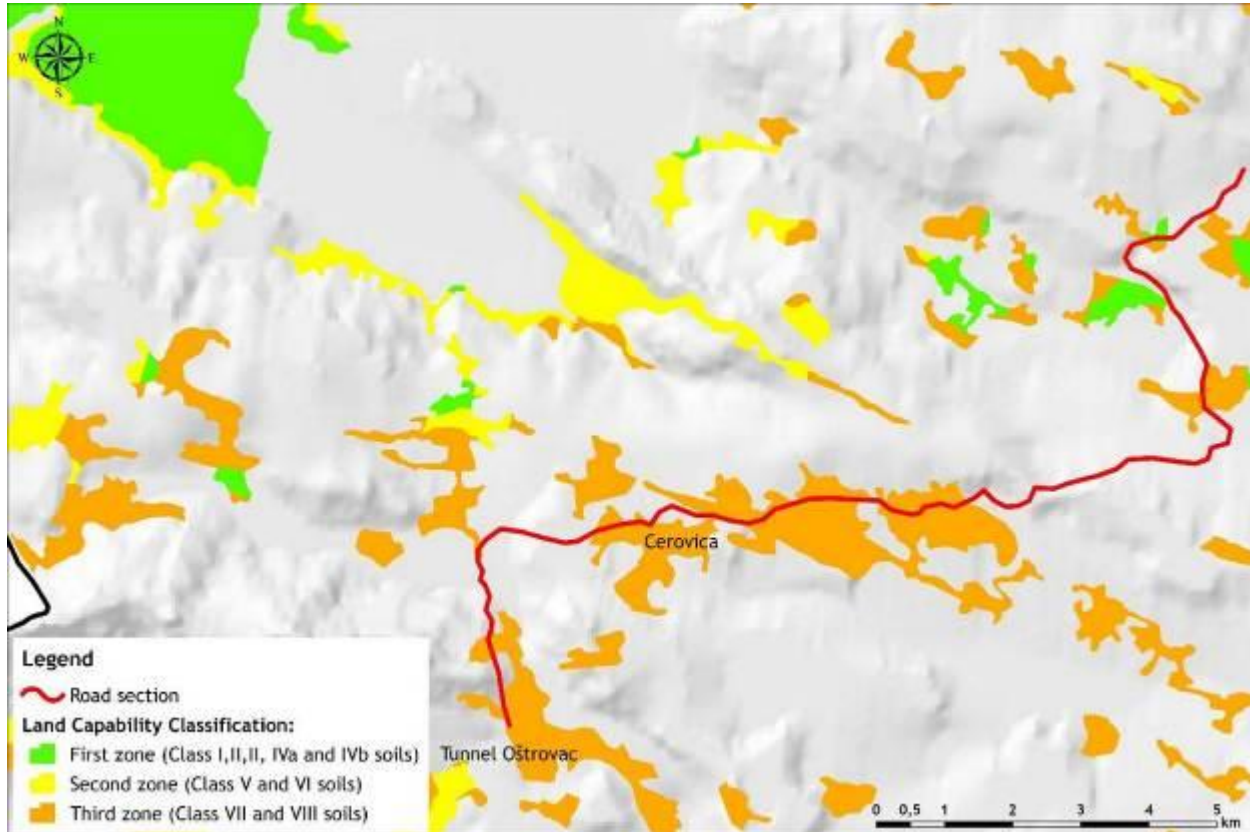 N
W E
S
Cerovica
Legend
Road section
Land Capability Classification:
First zone (Class I,II,II, IVa and IVb soils)
Second zone (Class V and VI soils)
Third zone (Class VII and VIII soils)
Tunnel Oštrovac
0 0,5 1 2 3 4 5
km